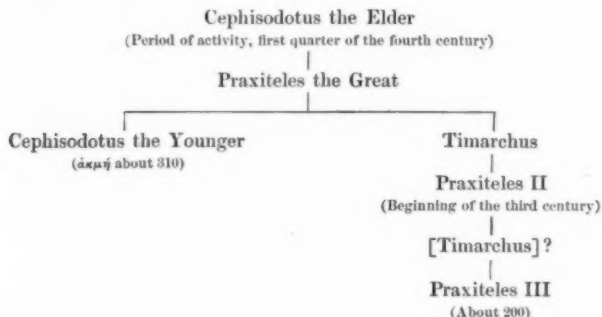 Cephisodotus the Elder
(Period of activity, first quarter of the fourth century)
Praxiteles the Great
Cephisodotus the Younger
(ἀκμή about 310)
Timarchus
Praxiteles II
(Beginning of the third century)
[Timarchus]?
Praxiteles III
(About 200)